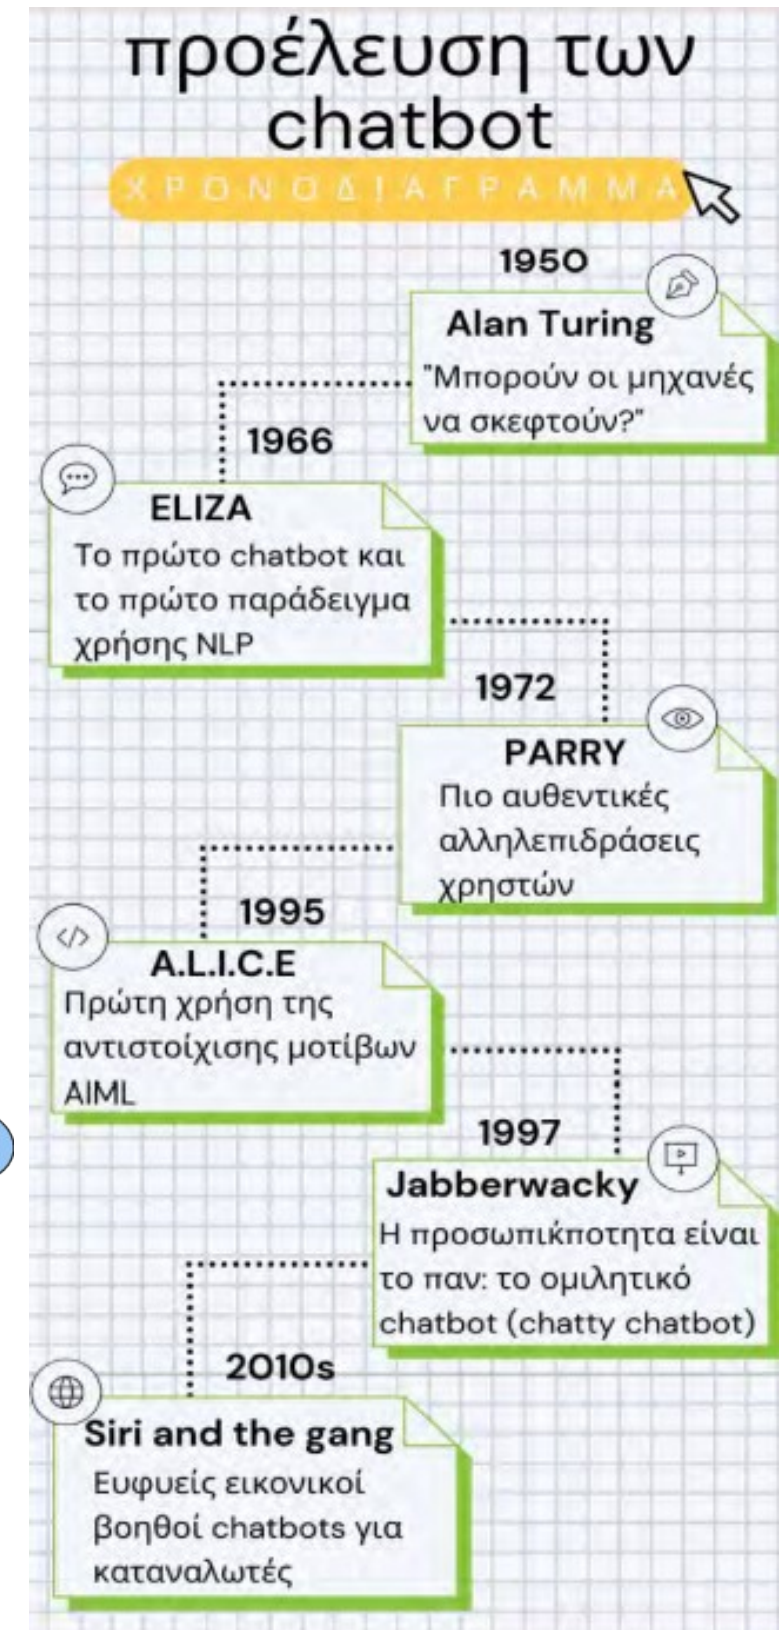 προέλευση των
chatbot
ΧΡΟΝΟΔΙΑΓΡΑΜΜΑ
1950
Alan Turing
"Μπορούν οι μηχανές
να σκεφτούν?"
1966
ELIZA
Το πρώτο chatbot και
το πρώτο παράδειγμα
χρήσης NLP
1972
PARRY
Πιο αυθεντικές
αλληλεπιδράσεις
χρηστών
1995
A.L.I.C.E
Πρώτη χρήση της
αντιστοίχισης μοτίβων
AIML
1997
Jabberwacky
Η προσωπικποτητα είναι
το παν: το ομιλητικό
chatbot (chatty chatbot)
2010s
Siri and the gang
Ευφυείς εικονικοί
βοηθοί chatbots για
καταναλωτές